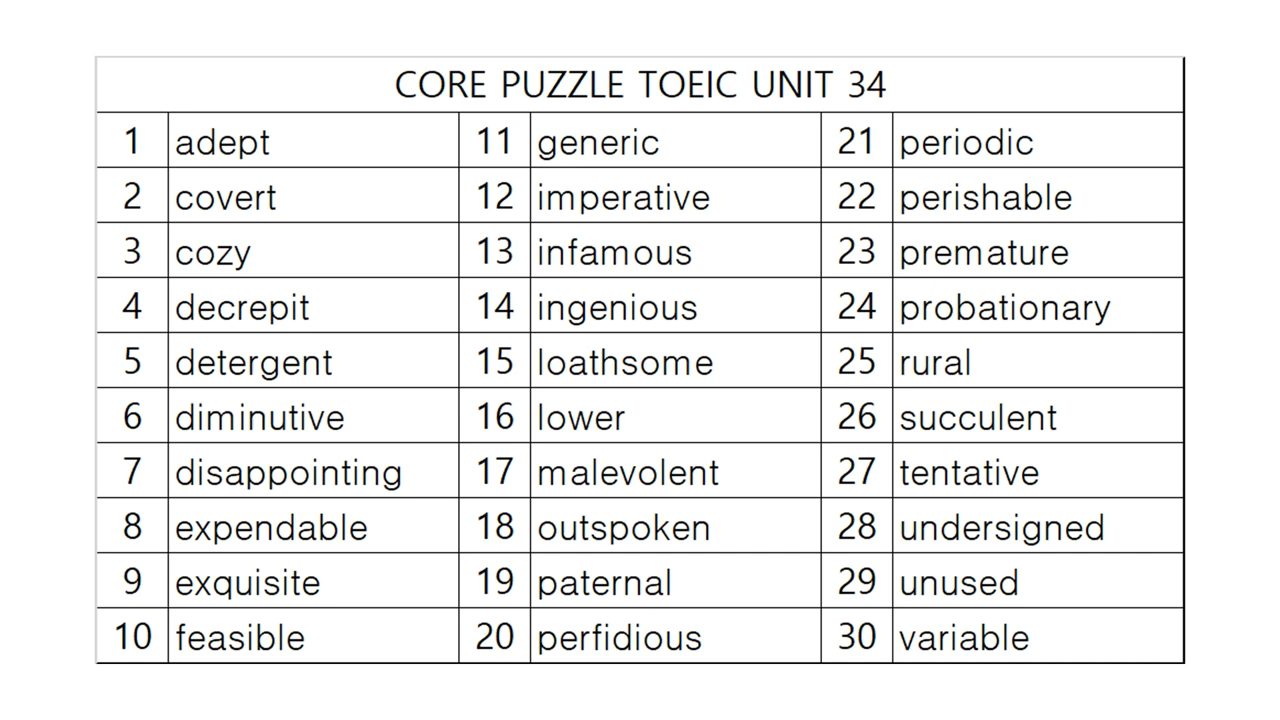 CORE PUZZLE TOEIC UNIT 34
1 adept 11 generic 21 periodic
2 covert 12 imperative 22 perishable
3 cozy 13 infamous 23 premature
4 decrepit 14 ingenious 24 probationary
5 detergent 15 loathsome 25 rural
6 diminutive 16 lower 26 succulent
7 disappointing 17 malevolent 27 tentative
8 expendable 18 outspoken 28 undersigned
9 exquisite 19 paternal 29 unused
10 feasible 20 perfidious 30 variable